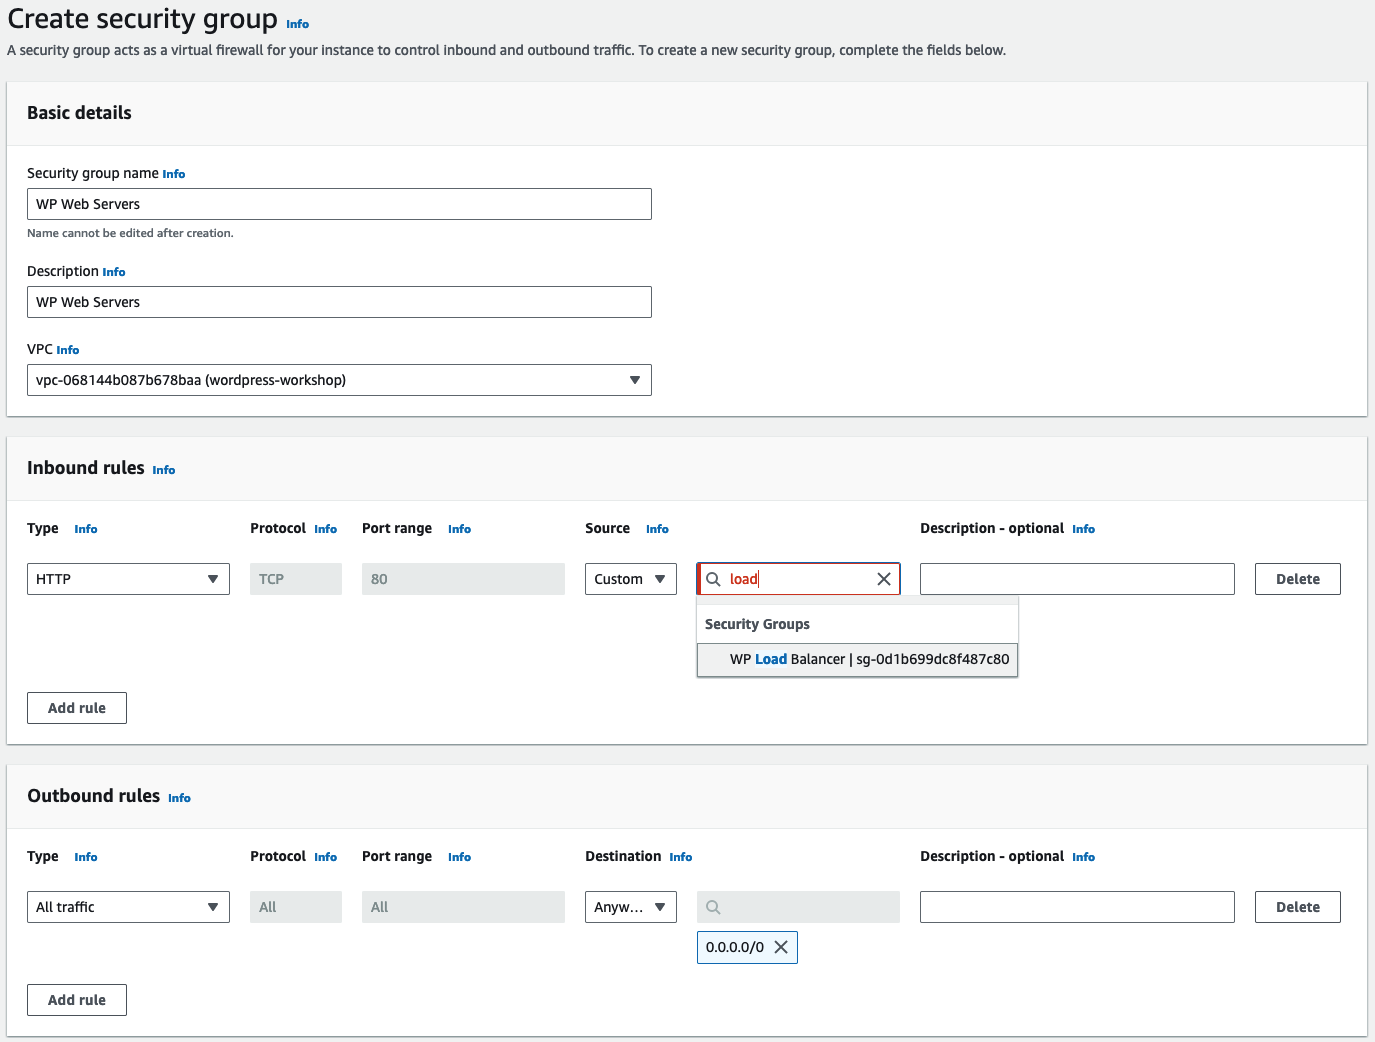 Create security group Info
A security group acts as a virtual firewall for your instance to control inbound and outbound traffic. To create a new security group, complete the fields below.
Basic details
Security group name Info
WP Web Servers
Name cannot be edited after creation.
Description Info
WP Web Servers
VPC Info
vpc-068144b087b678baa (wordpress-workshop)
Inbound rules Info
Type Info Protocol Info Port range Info Source Info Description - optional Info
HTTP TCP 80 Custom load Delete
Security Groups
WP Load Balancer | sg-0d1b699dc8f487c80
Add rule
Outbound rules Info
Type Info Protocol Info Port range Info Destination Info Description - optional Info
All traffic All All Anyw... Delete
0.0.0.0/0
Add rule